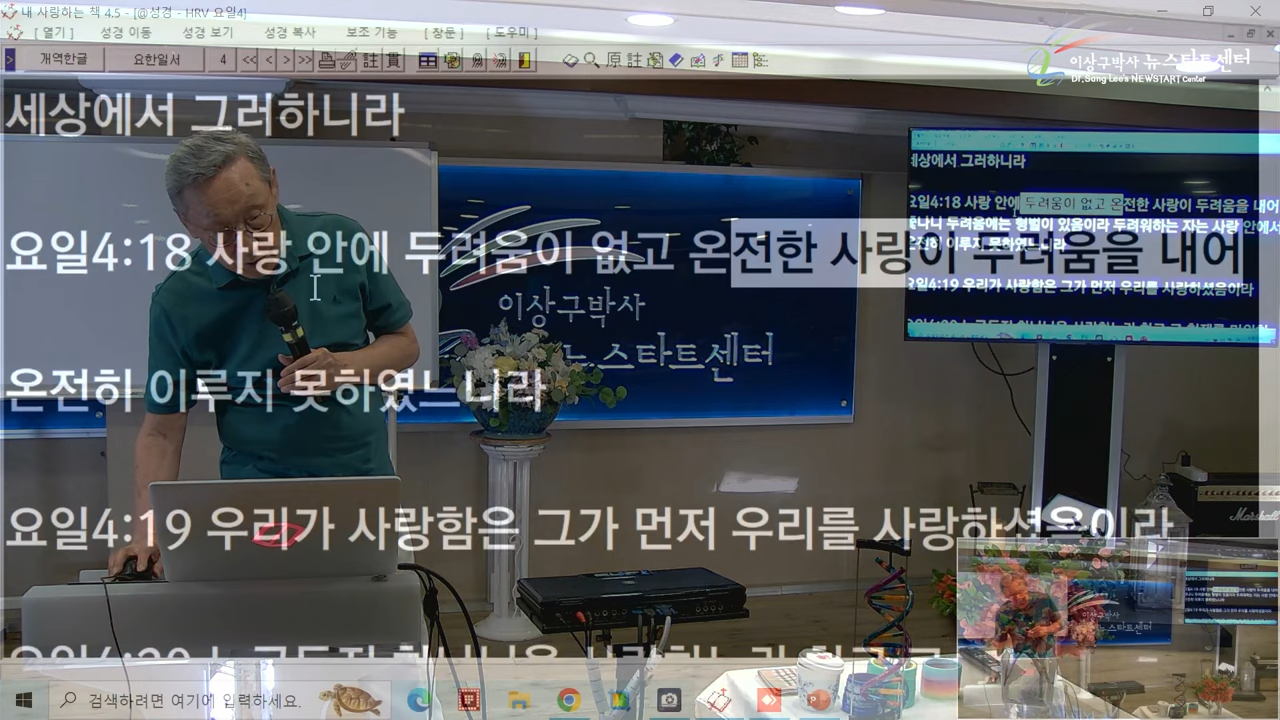 내 사랑하는 책 4.5 - [@성경 - HRV 요일4]
[ 열기 ] 성경 이동 성경 보기 성경 복사 보조 기능 [ 창문 ] [ 도우미 ]
개역한글 요한일서 4 << < > >> 註 貫 原 註
이상구박사 뉴스타트센터
Dr. Sang Lee's NEWSTART Center
세상에서 그러하니라
요일4:18 사랑 안에 두려움이 없고 온전한 사랑이 두려움을 내어
온전히 이루지 못하였느니라
요일4:19 우리가 사랑함은 그가 먼저 우리를 사랑하셨음이라
이상구박사
뉴스타트센터
세상에서 그러하니라
요일4:18 사랑 안에 두려움이 없고 온전한 사랑이 두려움을 내어
쫓나니 두려움에는 형벌이 있음이라 두려워하는 자는 사랑 안에서
온전히 이루지 못하였느니라
요일4:19 우리가 사랑함은 그가 먼저 우리를 사랑하셨음이라
Marshall
검색하려면 여기에 입력하세요.